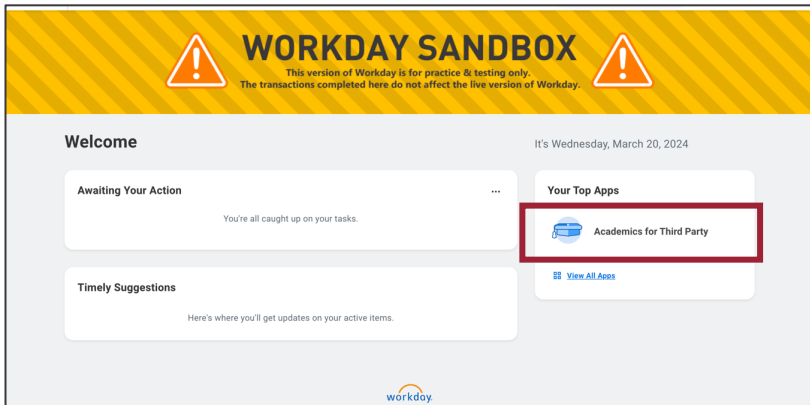 WORKDAY SANDBOX
This version of Workday is for practice & testing only.
The transactions completed here do not affect the live version of Workday.
Welcome
It's Wednesday, March 20, 2024
Awaiting Your Action
...
You're all caught up on your tasks.
Your Top Apps
Academics for Third Party
View All Apps
Timely Suggestions
Here's where you'll get updates on your active items.
workday.